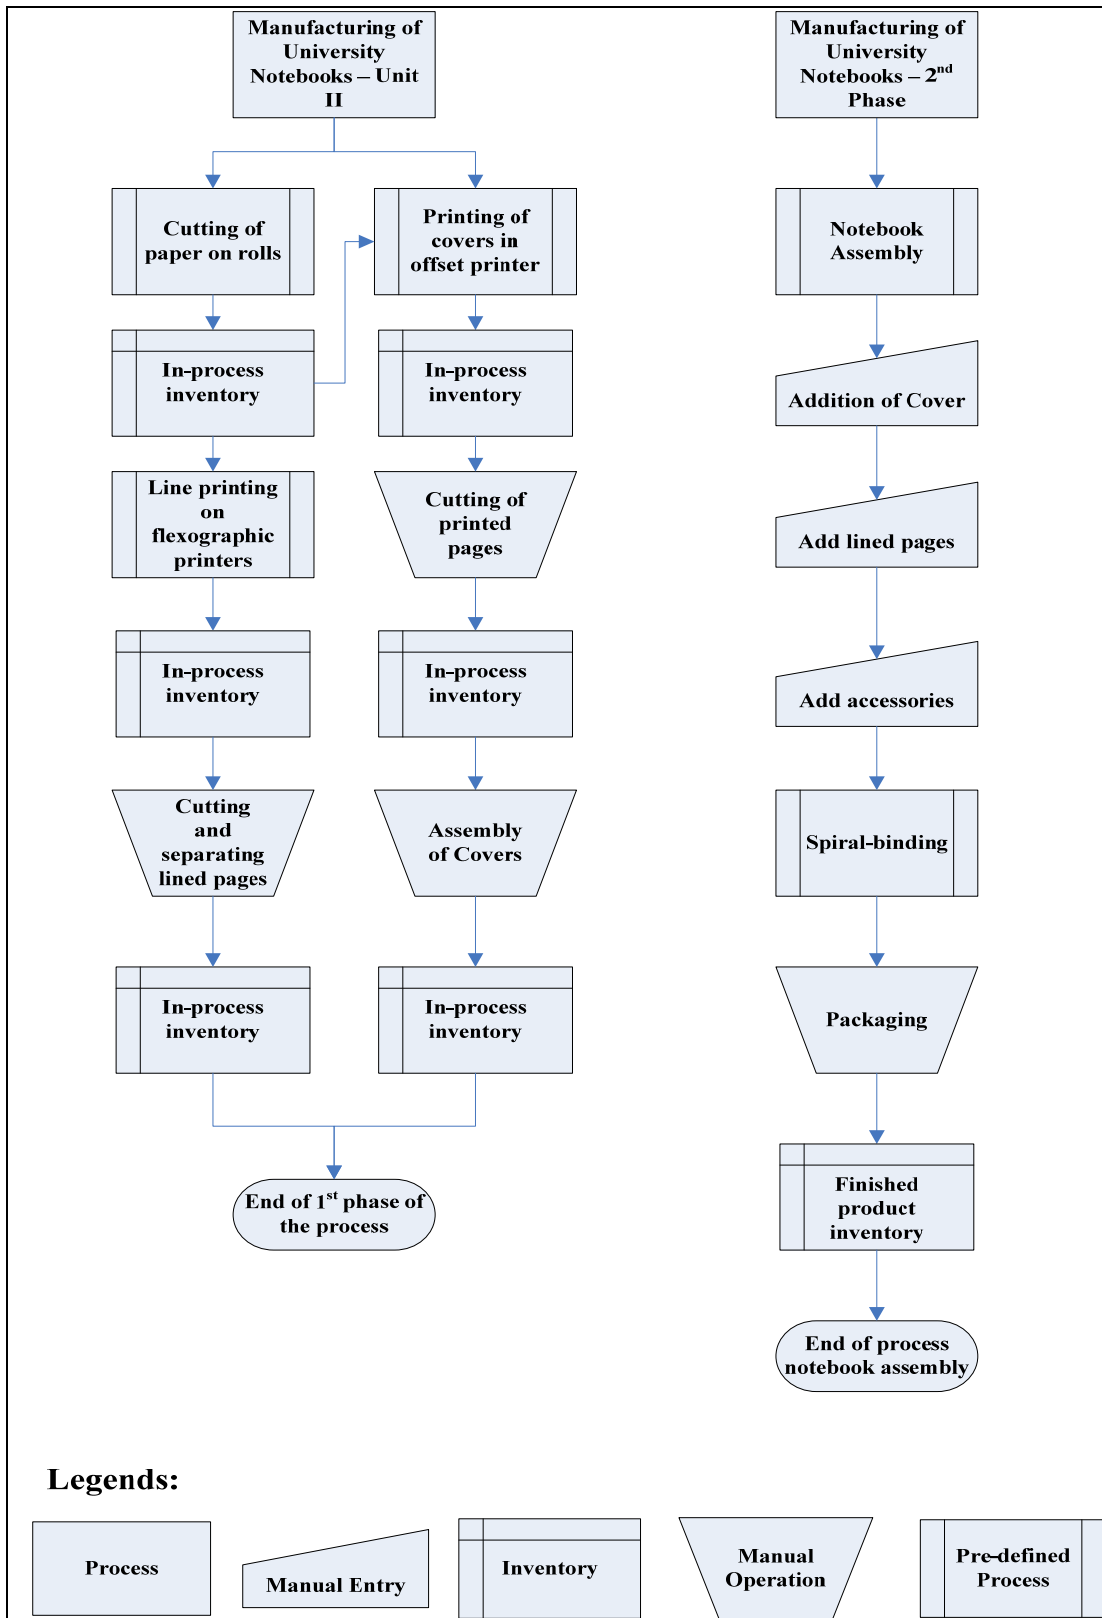 Manufacturing of
University
Notebooks – Unit
II
Cutting of
paper on rolls
In-process
inventory
Line printing
on
flexographic
printers
In-process
inventory
Cutting
and
separating
lined pages
In-process
inventory
Printing of
covers in
offset printer
In-process
inventory
Cutting of
printed
pages
In-process
inventory
Assembly
of Covers
In-process
inventory
End of 1st phase of
the process
Manufacturing of
University
Notebooks – 2nd
Phase
Notebook
Assembly
Addition of Cover
Add lined pages
Add accessories
Spiral-binding
Packaging
Finished
product
inventory
End of process
notebook assembly
Legends:
Process
Manual Entry
Inventory
Manual
Operation
Pre-defined
Process